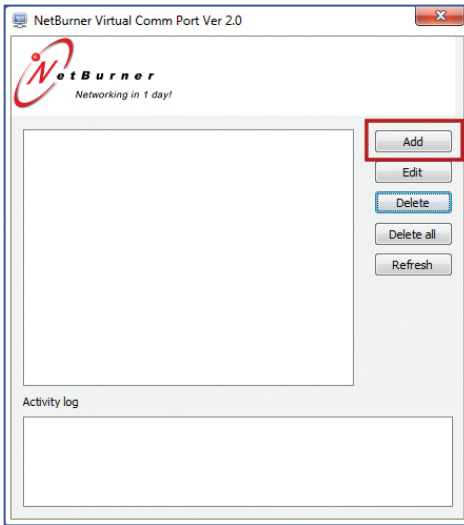 NetBurner Virtual Comm Port Ver 2.0
NetBurner
Networking in 1 day!
Add
Edit
Delete
Delete all
Refresh
Activity log